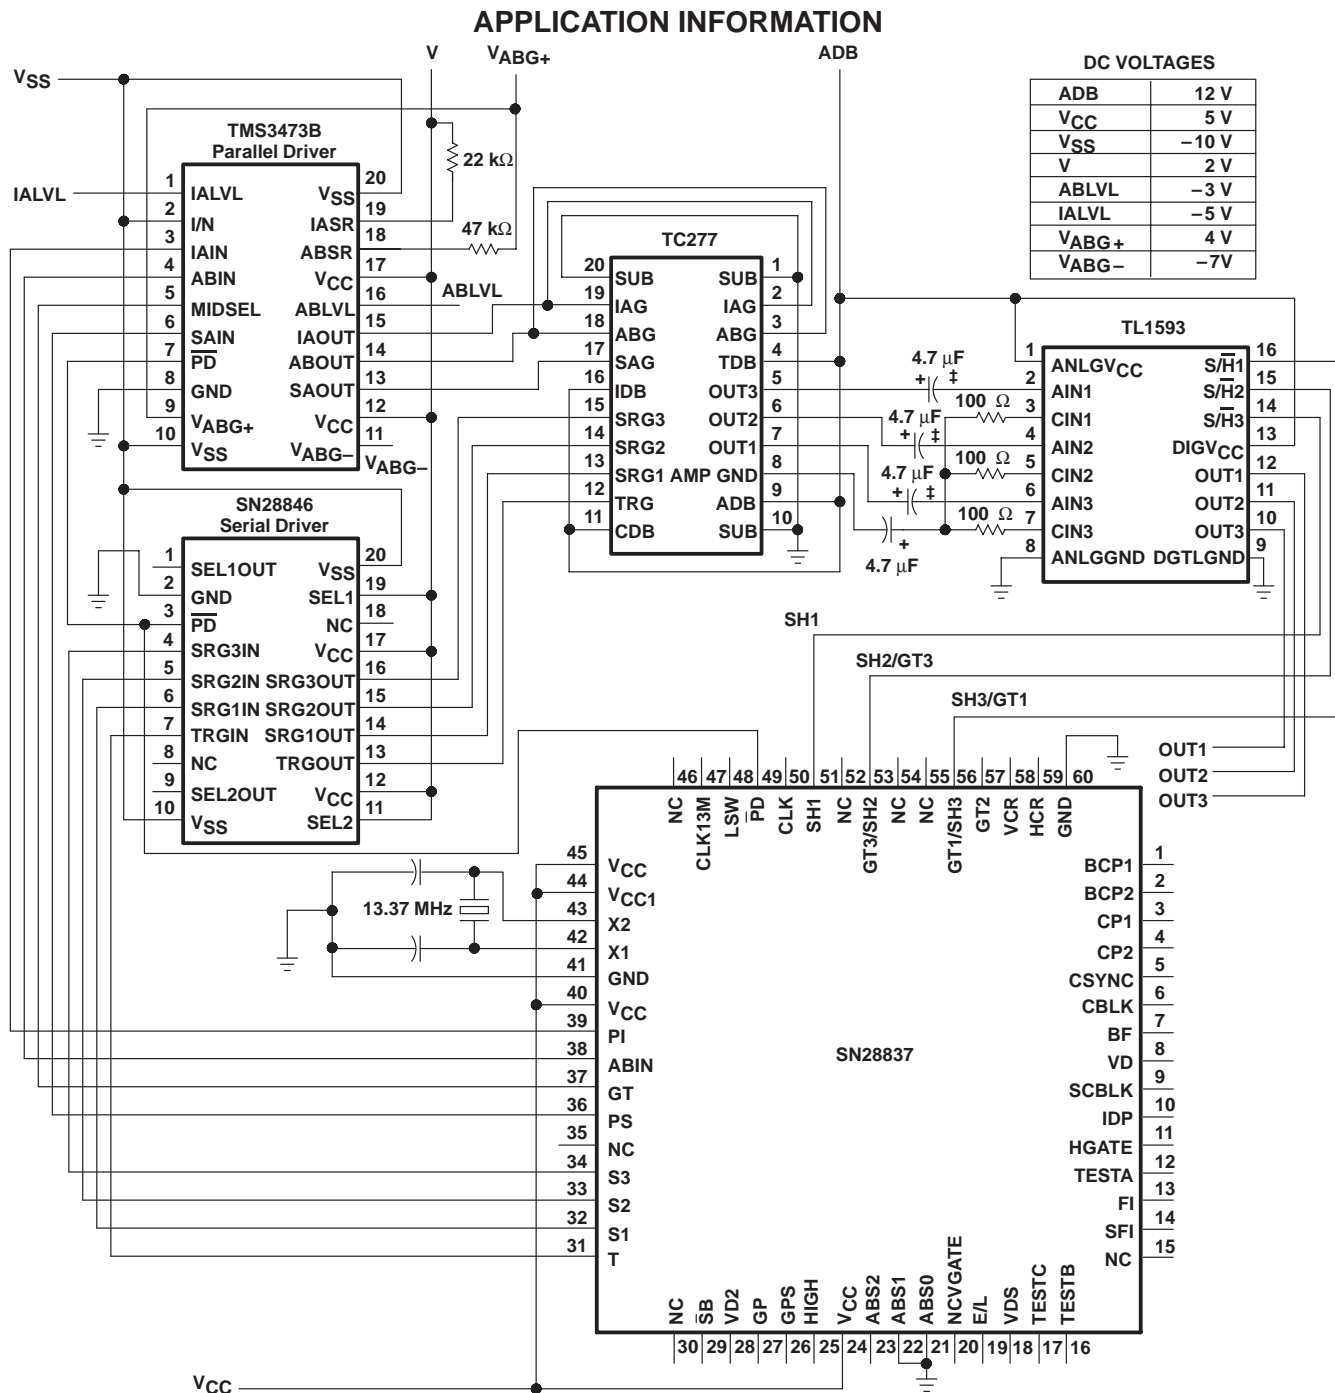 APPLICATION INFORMATION
VSS
V
VABG+
ADB
DC VOLTAGES
ADB 12 V
VCC 5 V
VSS –10 V
V 2 V
ABLVL –3 V
IALVL –5 V
VABG+ 4 V
VABG– –7V
TMS3473B
Parallel Driver
IALVL
22 kΩ
47 kΩ
ABLVL
VABG–
1 IALVL
2 I/N
3 IAIN
4 ABIN
5 MIDSEL
6 SAIN
7 P̅D̅
8 GND
9 VABG+
10 VSS
20 VSS
19 IASR
18 ABSR
17 VCC
16 ABLVL
15 IAOUT
14 ABOUT
13 SAOUT
12 VCC
11 VABG–
TC277
20 SUB
19 IAG
18 ABG
17 SAG
16 IDB
15 SRG3
14 SRG2
13 SRG1
12 TRG
11 CDB
SUB 1
IAG 2
ABG 3
TDB 4
OUT3 5
OUT2 6
OUT1 7
AMP GND 8
ADB 9
SUB 10
4.7 μF
+ ‡
4.7 μF
+ ‡
4.7 μF
+ ‡
4.7 μF
+
100 Ω
100 Ω
100 Ω
TL1593
1 ANLGVCC
2 AIN1
3 CIN1
4 AIN2
5 CIN2
6 AIN3
7 CIN3
8 ANLGGND
S/H̅1 16
S/H̅2 15
S/H̅3 14
DIGVCC 13
OUT1 12
OUT2 11
OUT3 10
DGTLGND 9
SN28846
Serial Driver
1 SEL1OUT
2 GND
3 P̅D̅
4 SRG3IN
5 SRG2IN
6 SRG1IN
7 TRGIN
8 NC
9 SEL2OUT
10 VSS
VSS 20
SEL1 19
NC 18
VCC 17
SRG3OUT 16
SRG2OUT 15
SRG1OUT 14
TRGOUT 13
VCC 12
SEL2 11
SH1
SH2/GT3
SH3/GT1
OUT1
OUT2
OUT3
46 47 48 49 50 51 52 53 54 55 56 57 58 59 60
NC
CLK13M
LSW
P̅D
CLK
SH1
NC
GT3/SH2
NC
NC
GT1/SH3
GT2
VCR
HCR
GND
13.37 MHz
SN28837
45 VCC
44 VCC1
43 X2
42 X1
41 GND
40 VCC
39 PI
38 ABIN
37 GT
36 PS
35 NC
34 S3
33 S2
32 S1
31 T
BCP1 1
BCP2 2
CP1 3
CP2 4
CSYNC 5
CBLK 6
BF 7
VD 8
SCBLK 9
IDP 10
HGATE 11
TESTA 12
FI 13
SFI 14
NC 15
NC
S̅B
VD2
GP
GPS
HIGH
VCC
ABS2
ABS1
ABS0
NCVGATE
E/L
VDS
TESTC
TESTB
30 29 28 27 26 25 24 23 22 21 20 19 18 17 16
VCC